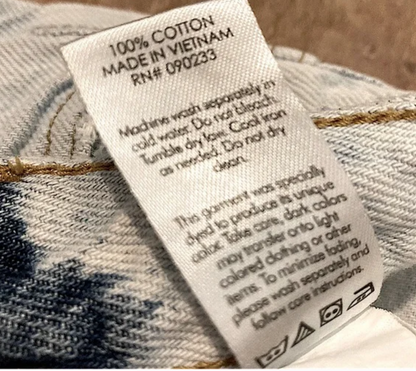 100% COTTON
MADE IN VIETNAM
RN# 090233
Machine wash separately in
cold water. Do not bleach.
Tumble dry low. Cool iron
as needed. Do not dry
clean.
This garment was specially
dyed to produce its unique
color. Take care, dark colors
may transfer onto light
colored clothing or other
items. To minimize fading,
please wash separately and
follow care instructions.